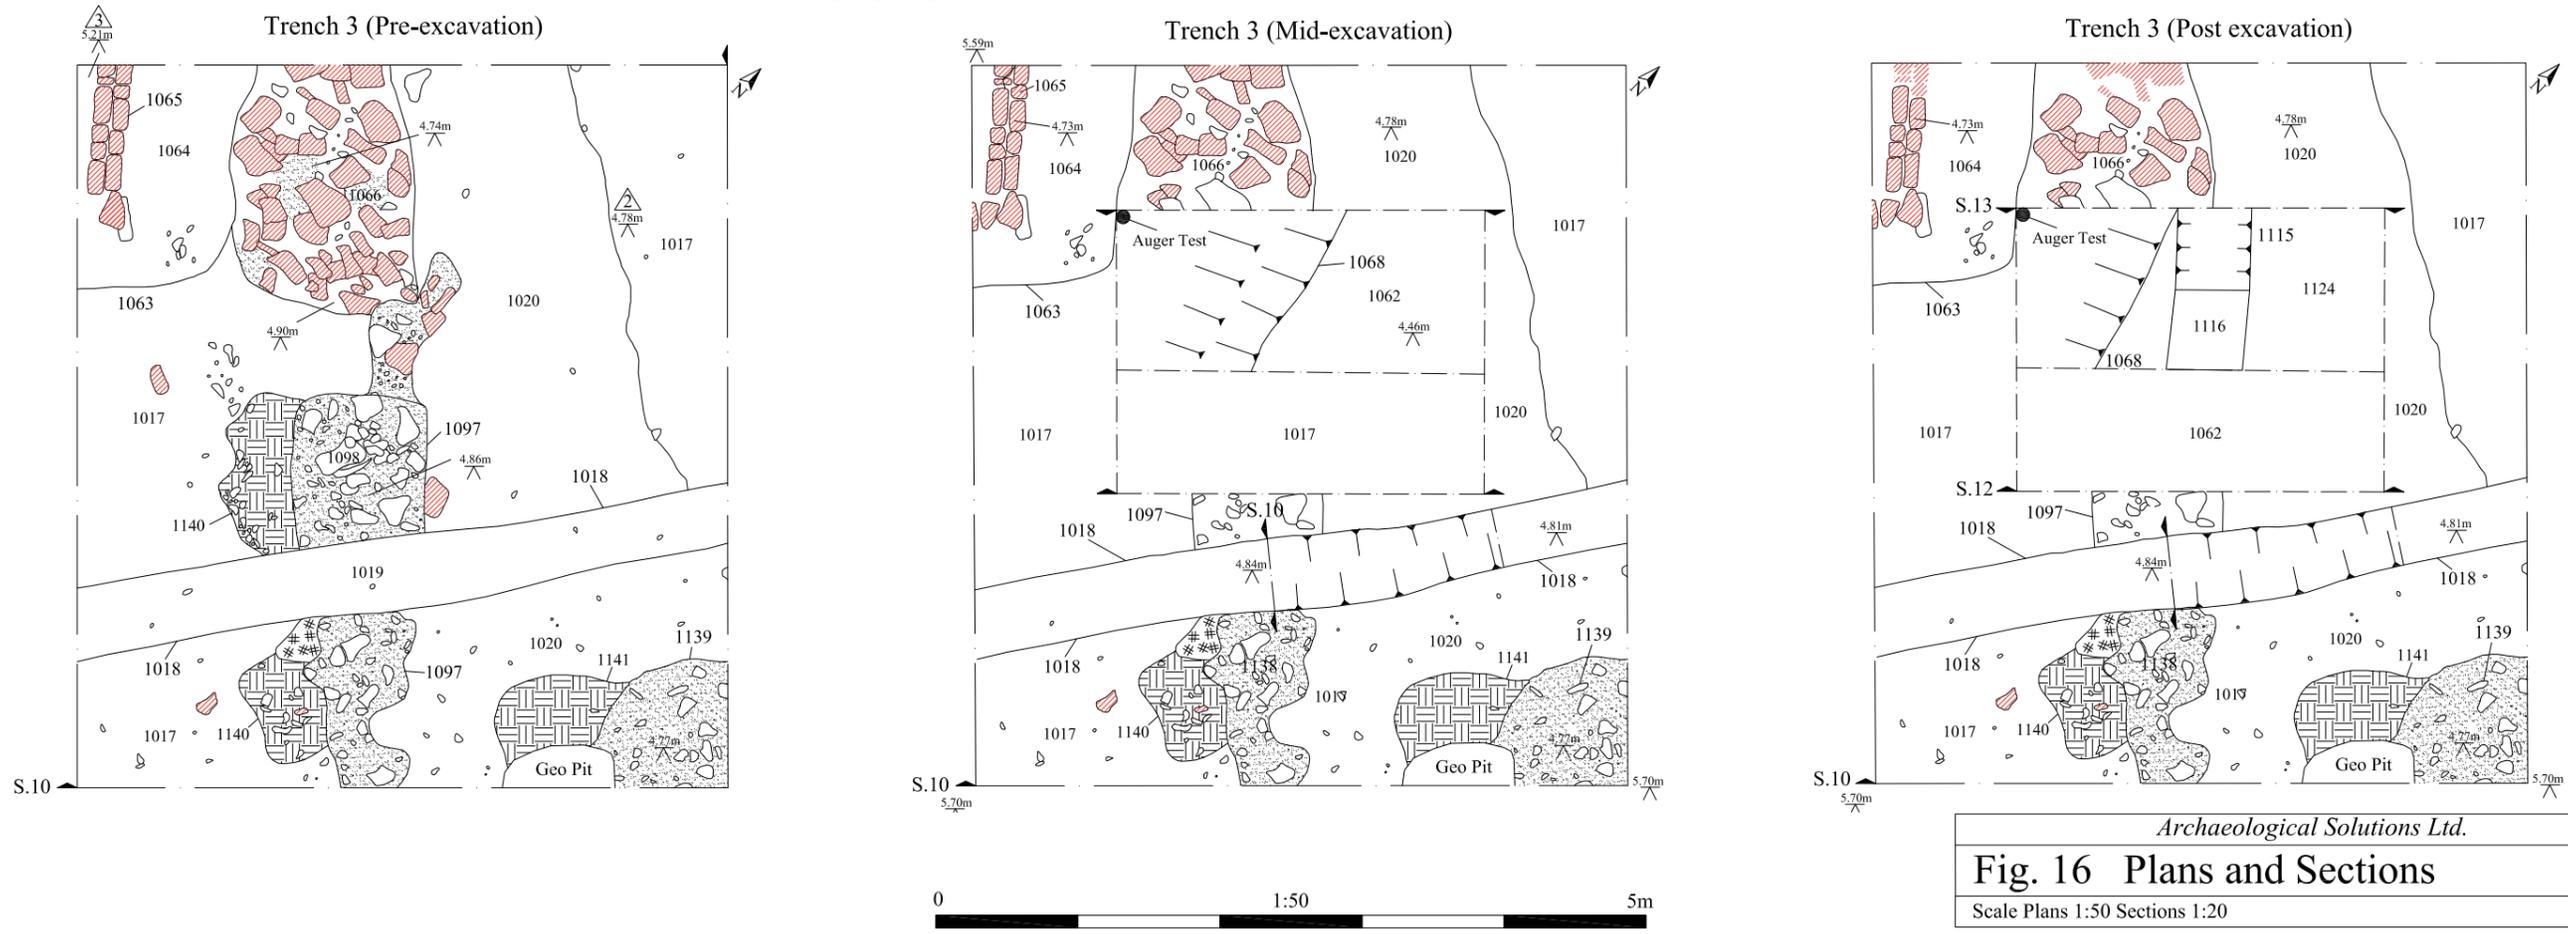 Trench 3 (Pre-excavation)
3
5.21m
N
1065
1064
4.74m
1066
2
4.78m
1017
1063
1020
4.90m
1017
1097
1098
4.86m
1018
1140
1019
1018
1020
1139
1141
1097
1017
1140
4.77m
Geo Pit
S.10
Trench 3 (Mid-excavation)
5.59m
N
1065
4.73m
1064
1066
4.78m
1020
1017
Auger Test
1068
1063
1062
4.46m
1020
1017
1017
1097
S.10
1018
4.81m
4.84m
1018
1020
1139
1018
1141
1138
1017
1017
1140
4.77m
Geo Pit
S.10
5.70m
5.70m
Trench 3 (Post excavation)
N
4.73m
1064
1066
4.78m
1020
S.13
1017
Auger Test
1115
1124
1063
1116
1068
1020
1017
1062
S.12
1097
1018
4.81m
4.84m
1018
1020
1139
1018
1141
1138
1017
1017
1140
4.77m
Geo Pit
S.10
5.70m
5.70m
0
1:50
5m
Archaeological Solutions Ltd.
Fig. 16 Plans and Sections
Scale Plans 1:50 Sections 1:20